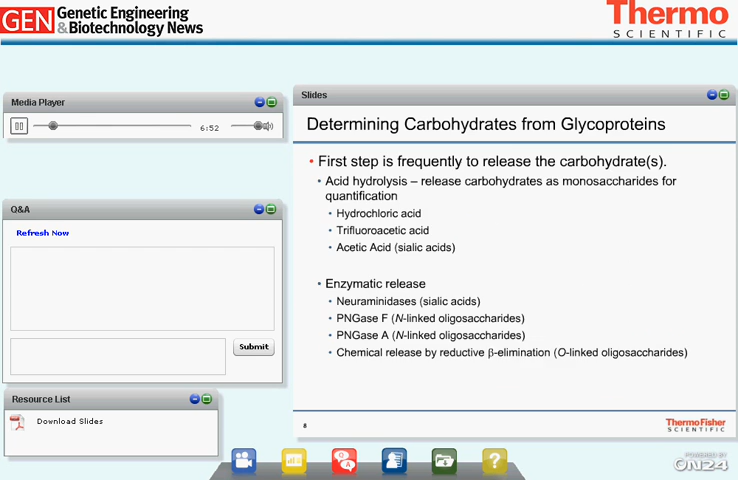 GEN Genetic Engineering
&Biotechnology News
Thermo
SCIENTIFIC
Media Player
6:52
Q&A
Refresh Now
Submit
Resource List
Download Slides
Slides
Determining Carbohydrates from Glycoproteins
• First step is frequently to release the carbohydrate(s).
• Acid hydrolysis – release carbohydrates as monosaccharides for
quantification
• Hydrochloric acid
• Trifluoroacetic acid
• Acetic Acid (sialic acids)
▪ Enzymatic release
• Neuraminidases (sialic acids)
• PNGase F (N-linked oligosaccharides)
• PNGase A (N-linked oligosaccharides)
• Chemical release by reductive β-elimination (O-linked oligosaccharides)
8
ThermoFisher
SCIENTIFIC
Q
A
?
POWERED BY
ON24